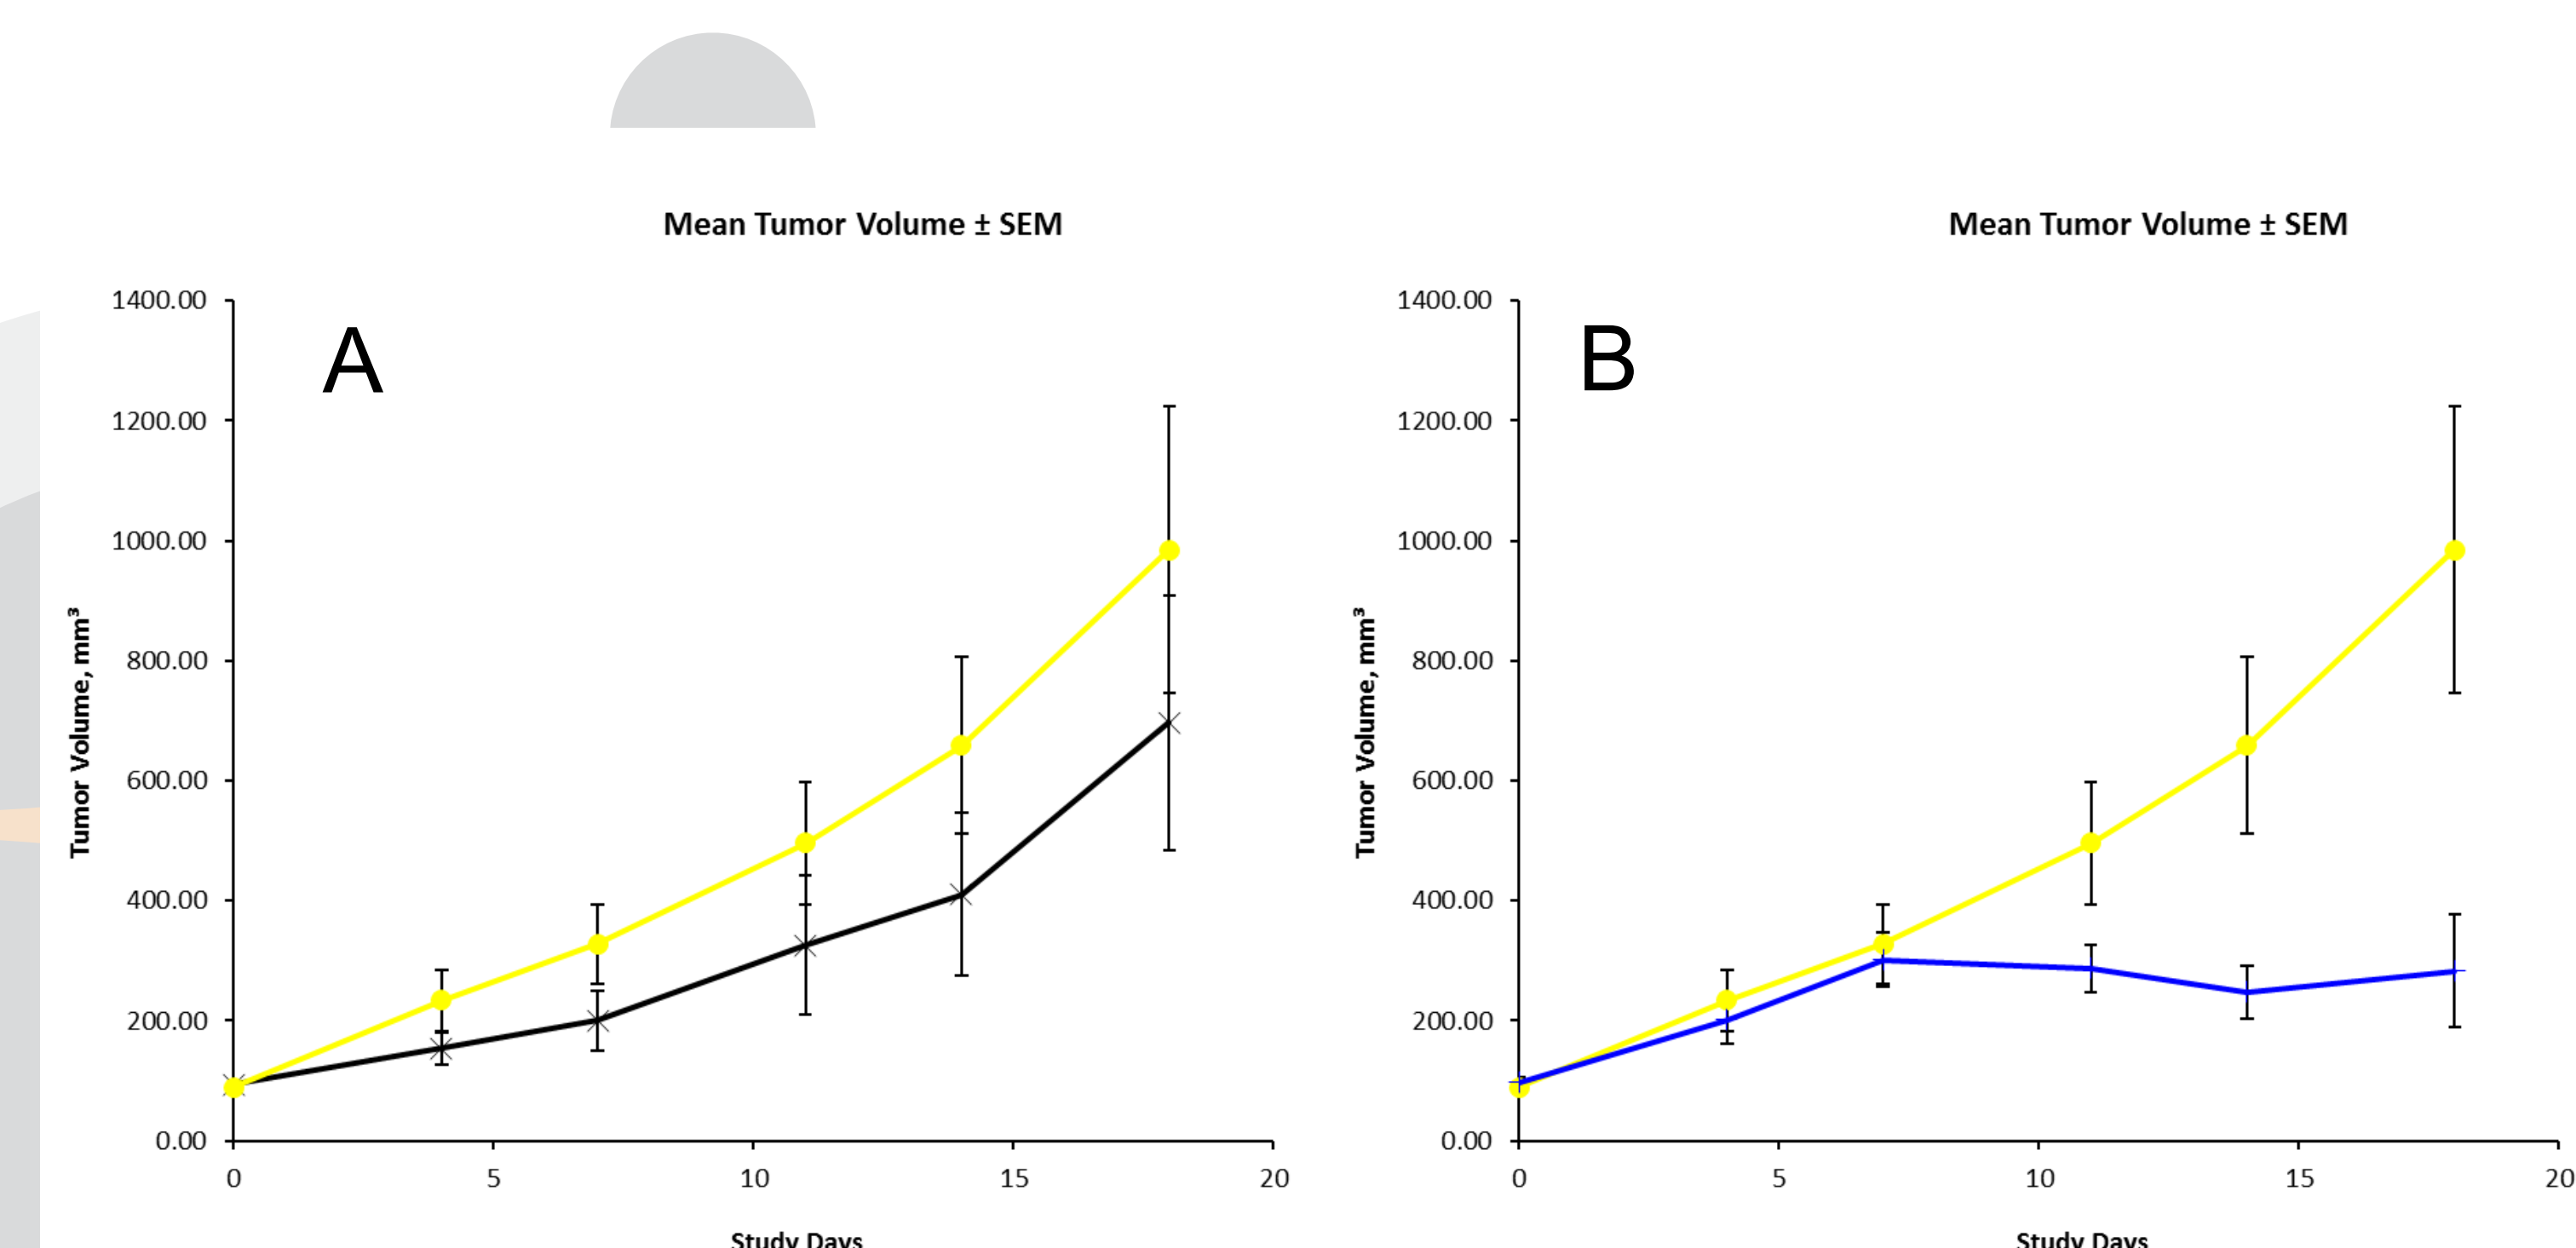 Mean Tumor Volume ± SEM
A
1400.00
1200.00
1000.00
800.00
600.00
400.00
200.00
0.00
Tumor Volume, mm³
0 5 10 15 20
Study Days
Mean Tumor Volume ± SEM
B
1400.00
1200.00
1000.00
800.00
600.00
400.00
200.00
0.00
Tumor Volume, mm³
0 5 10 15 20
Study Days